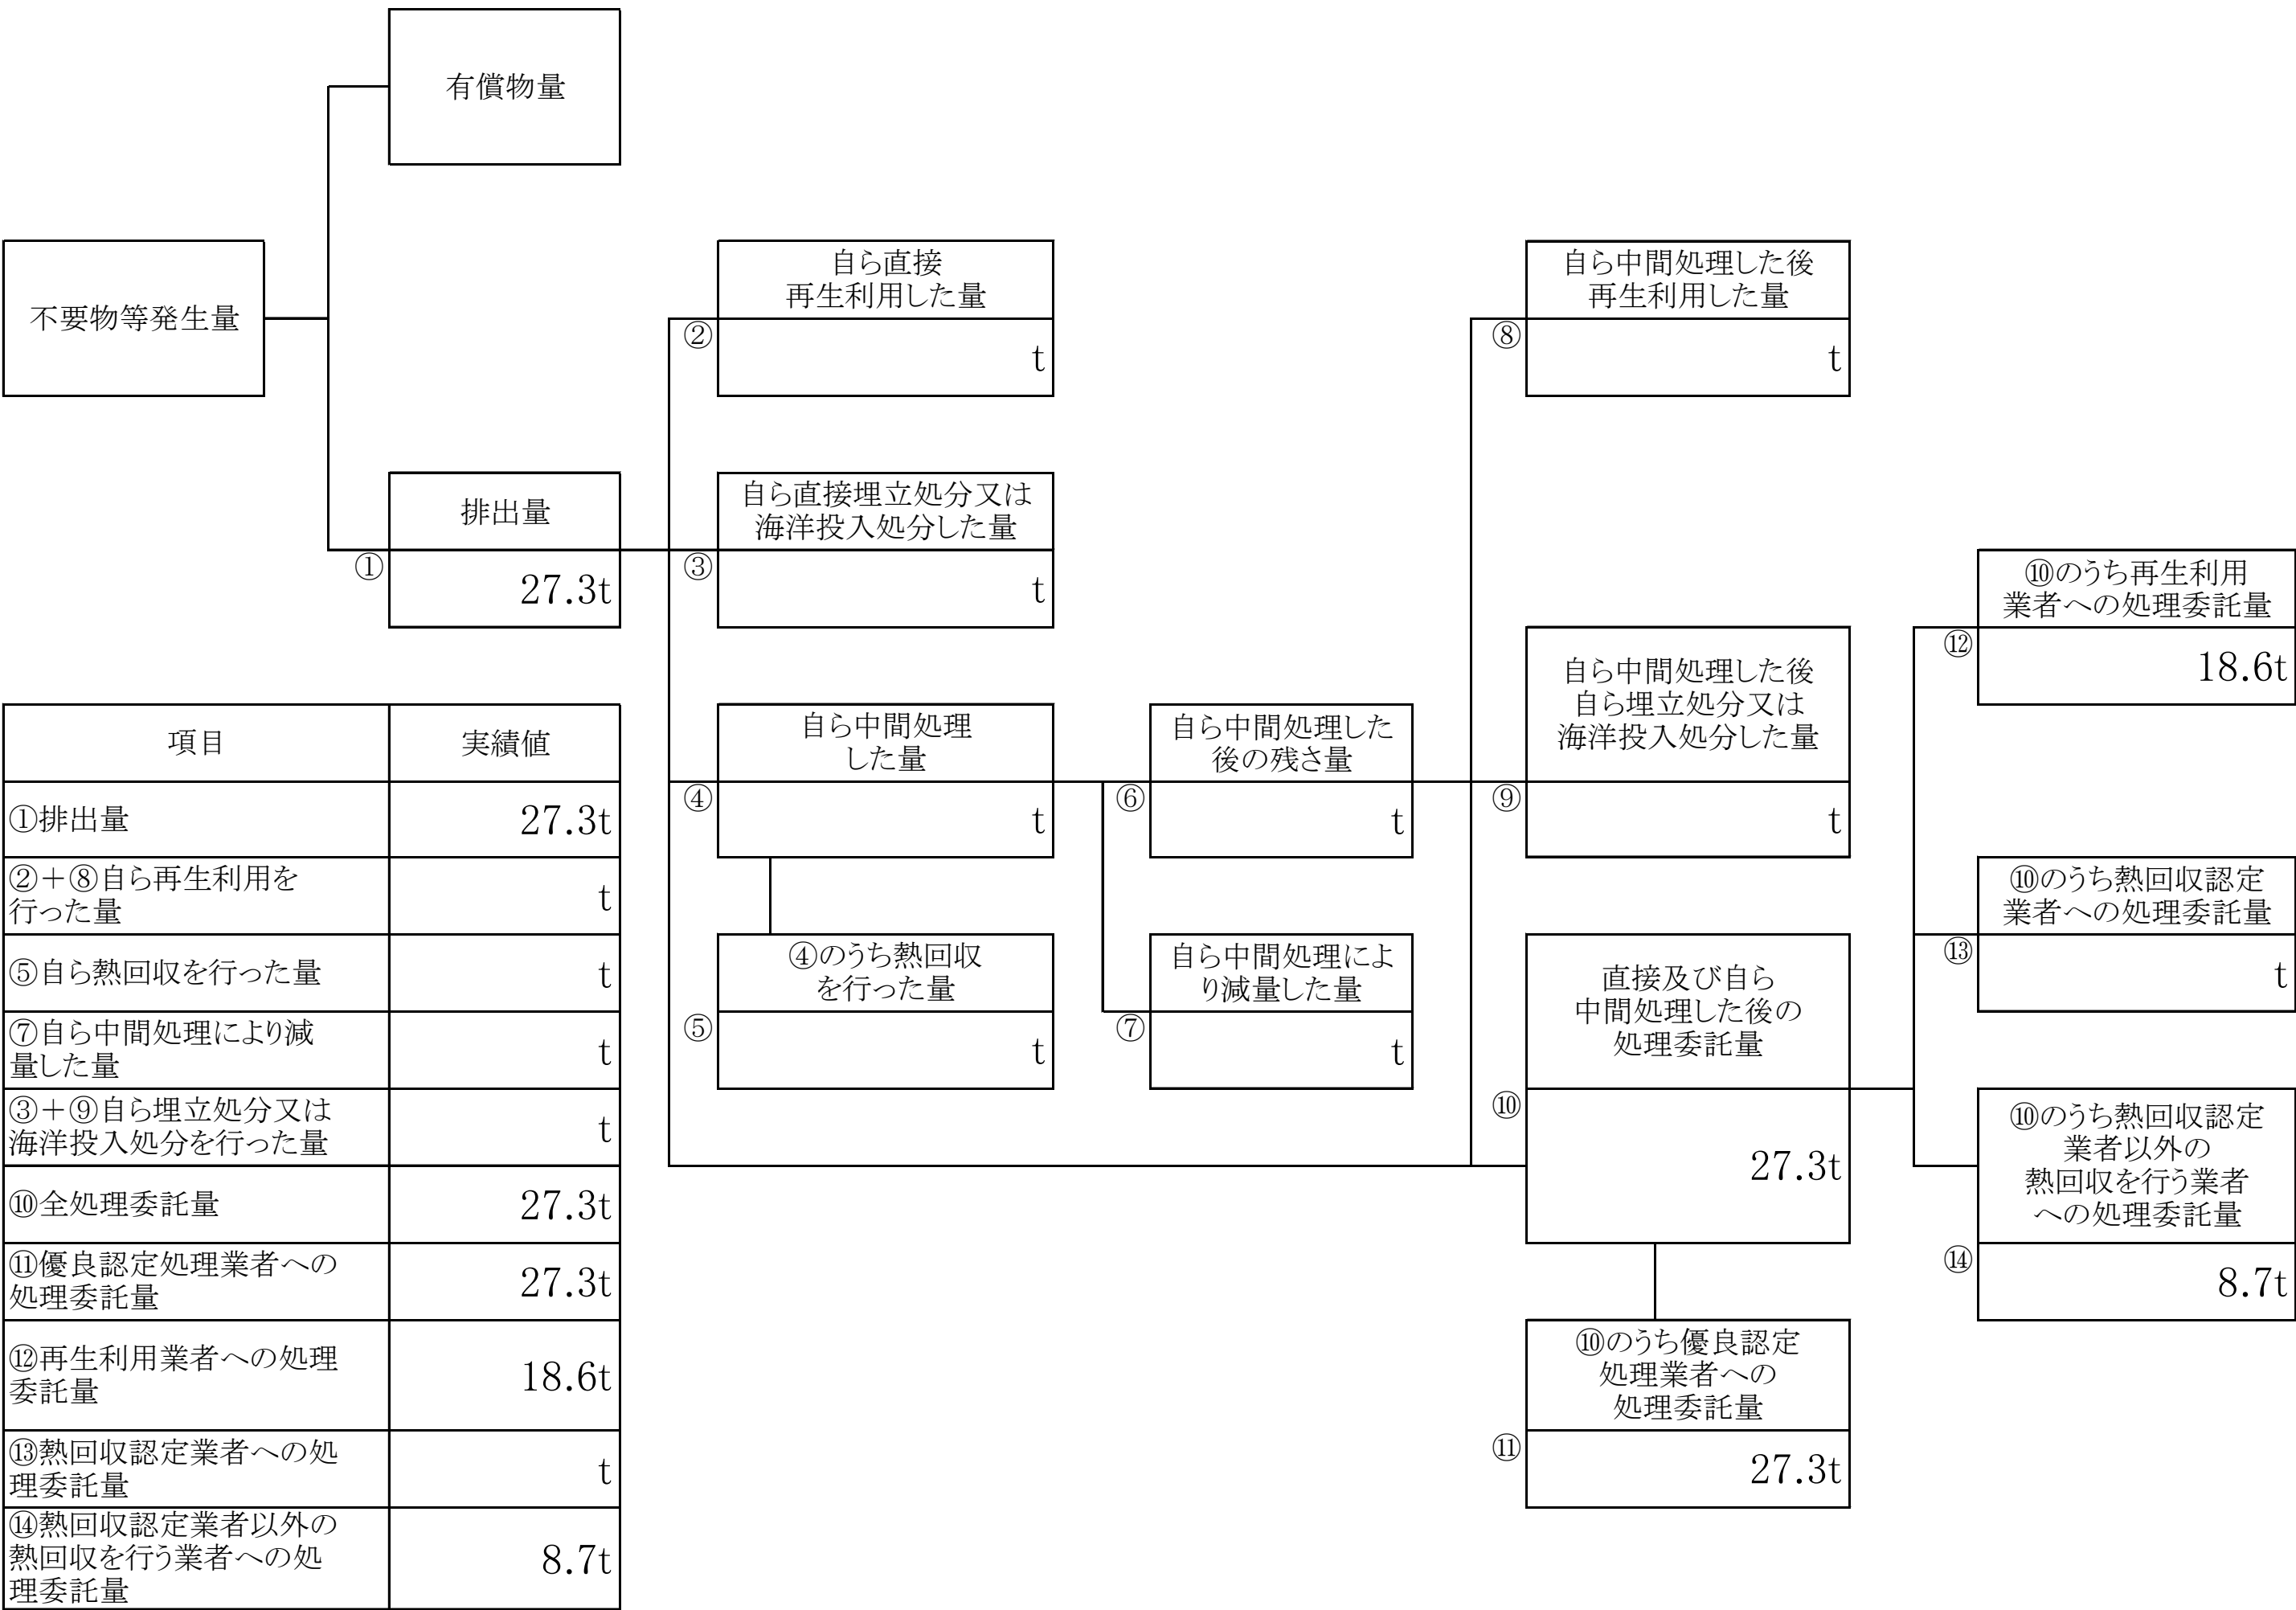 有償物量
不要物等発生量
自ら直接
再生利用した量
②
t
自ら中間処理した後
再生利用した量
⑧
t
排出量
①
27.3t
自ら直接埋立処分又は
海洋投入処分した量
③
t
⑩のうち再生利用
業者への処理委託量
⑫
18.6t
自ら中間処理
した量
④
t
自ら中間処理した
後の残さ量
⑥
t
自ら中間処理した後
自ら埋立処分又は
海洋投入処分した量
⑨
t
⑩のうち熱回収認定
業者への処理委託量
⑬
t
④のうち熱回収
を行った量
⑤
t
自ら中間処理によ
り減量した量
⑦
t
直接及び自ら
中間処理した後の
処理委託量
⑩
27.3t
⑩のうち熱回収認定
業者以外の
熱回収を行う業者
への処理委託量
⑭
8.7t
⑩のうち優良認定
処理業者への
処理委託量
⑪
27.3t
項目 実績値
①排出量 27.3t
②＋⑧自ら再生利用を
行った量
t
⑤自ら熱回収を行った量 t
⑦自ら中間処理により減
量した量
t
③＋⑨自ら埋立処分又は
海洋投入処分を行った量
t
⑩全処理委託量 27.3t
⑪優良認定処理業者への
処理委託量
27.3t
⑫再生利用業者への処理
委託量
18.6t
⑬熱回収認定業者への処
理委託量
t
⑭熱回収認定業者以外の
熱回収を行う業者への処
理委託量
8.7t